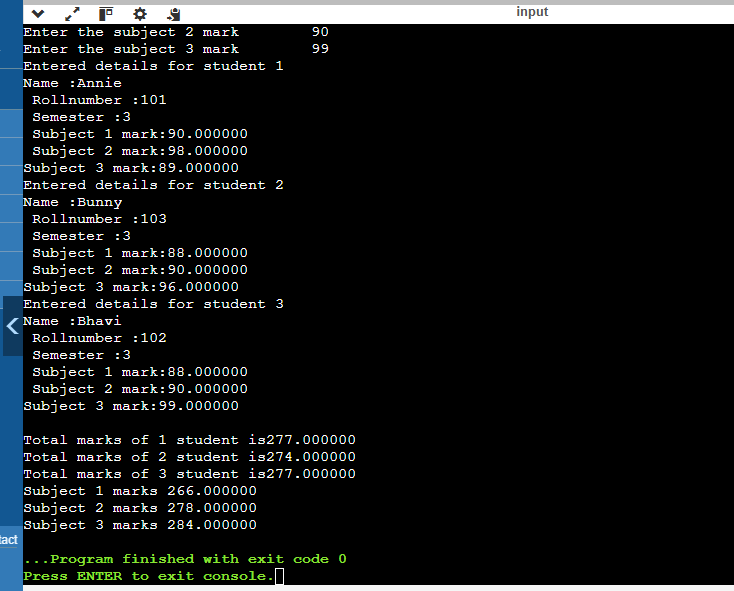 input
Enter the subject 2 mark 90
Enter the subject 3 mark 99
Entered details for student 1
Name :Annie
Rollnumber :101
Semester :3
Subject 1 mark:90.000000
Subject 2 mark:98.000000
Subject 3 mark:89.000000
Entered details for student 2
Name :Bunny
Rollnumber :103
Semester :3
Subject 1 mark:88.000000
Subject 2 mark:90.000000
Subject 3 mark:96.000000
Entered details for student 3
Name :Bhavi
Rollnumber :102
Semester :3
Subject 1 mark:88.000000
Subject 2 mark:90.000000
Subject 3 mark:99.000000
Total marks of 1 student is277.000000
Total marks of 2 student is274.000000
Total marks of 3 student is277.000000
Subject 1 marks 266.000000
Subject 2 marks 278.000000
Subject 3 marks 284.000000
tact
...Program finished with exit code 0
Press ENTER to exit console.